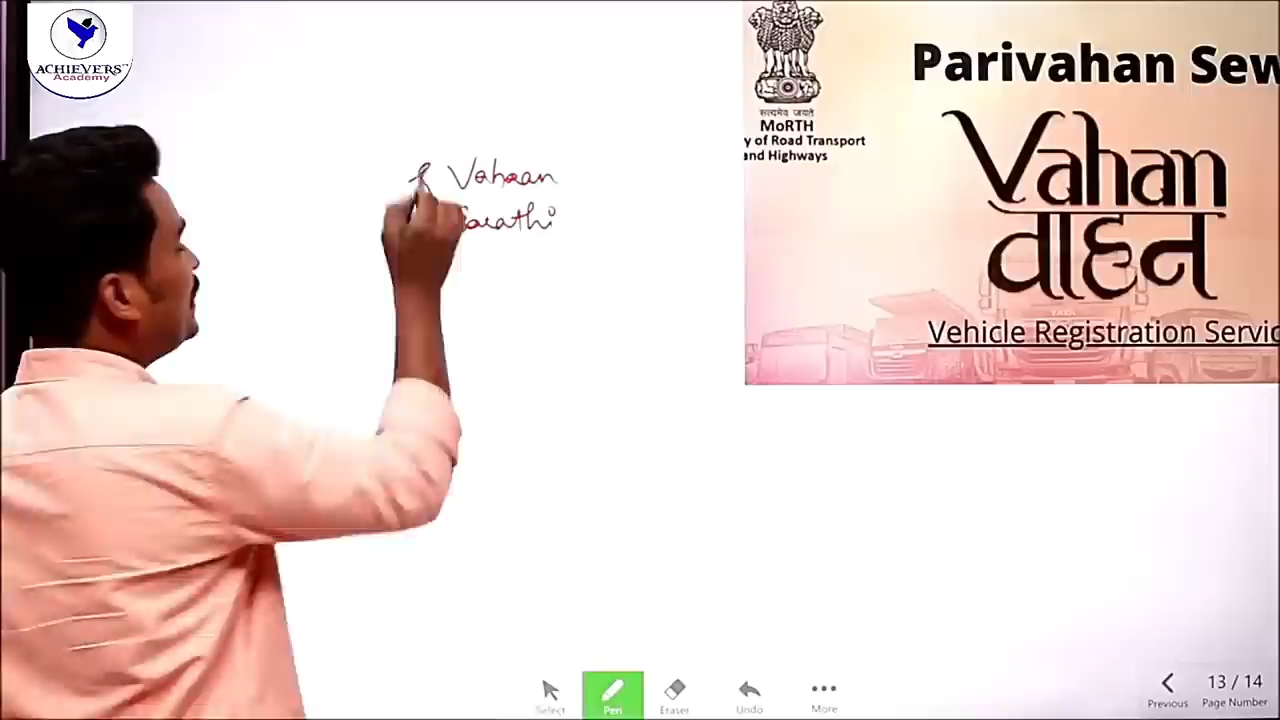 ACHIEVERS
Academy
Vahaan
Sarathi
Parivahan Sew
सत्यमेव जयते
MoRTH
y of Road Transport
and Highways
Vahan
वाहन
Vehicle Registration Servic
Select
Pen
Eraser
Undo
More
Previous
13 / 14
Page Number